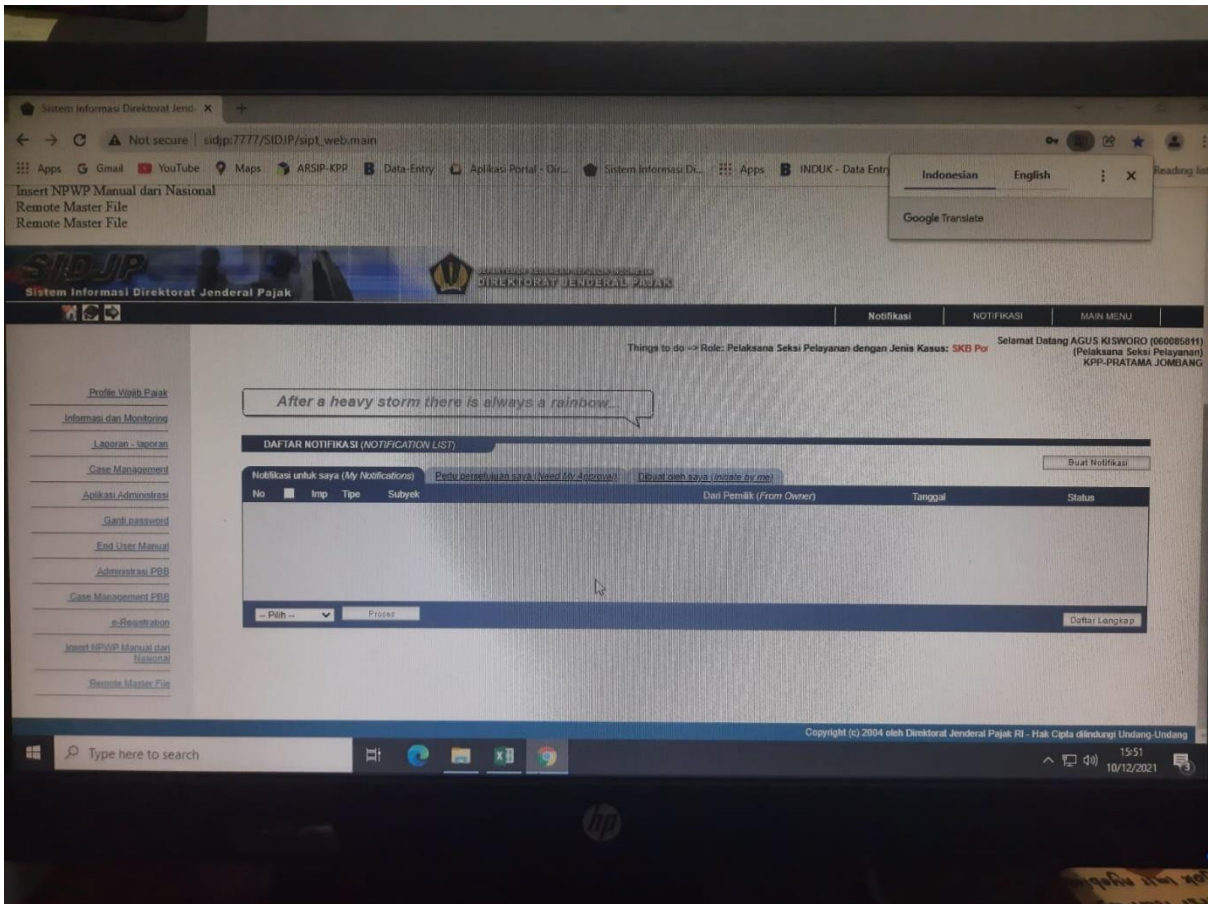 Sistem Informasi Direktorat Jend
Not secure | sidjp:7777/SIDJP/sipt_web.main
Apps Gmail YouTube Maps ARSIP-KPP Data-Entry Aplikasi Portal - Dir... Sistem Informasi Di... Apps INDUK - Data Entry Reading list
Indonesian English
Google Translate
Insert NPWP Manual dari Nasional
Remote Master File
Remote Master File
SIDJP
Sistem Informasi Direktorat Jenderal Pajak
DIREKTORAT JENDERAL PAJAK
Notifikasi NOTIFIKASI MAIN MENU
Things to do -> Role: Pelaksana Seksi Pelayanan dengan Jenis Kasus: SKB Po
Selamat Datang AGUS KISWORO (060085811)
(Pelaksana Seksi Pelayanan)
KPP-PRATAMA JOMBANG
Profile Wajib Pajak
Informasi dan Monitoring
Laporan - laporan
Case Management
Aplikasi Administrasi
Ganti password
End User Manual
Administrasi PBB
Case Management PBB
e-Registration
Insert NPWP Manual dari
Nasional
Remote Master File
After a heavy storm there is always a rainbow...
DAFTAR NOTIFIKASI (NOTIFICATION LIST)
Buat Notifikasi
Notifikasi untuk saya (My Notifications) Perlu persetujuan saya (Need My Approval) Dibuat oleh saya (Initiate by me)
No Imp Tipe Subyek Dari Pemilik (From Owner) Tanggal Status
-- Pilih -- Proses Daftar Lengkap
Copyright (c) 2004 oleh Direktorat Jenderal Pajak RI - Hak Cipta dilindungi Undang-Undang
Type here to search
15:51
10/12/2021
3
hp